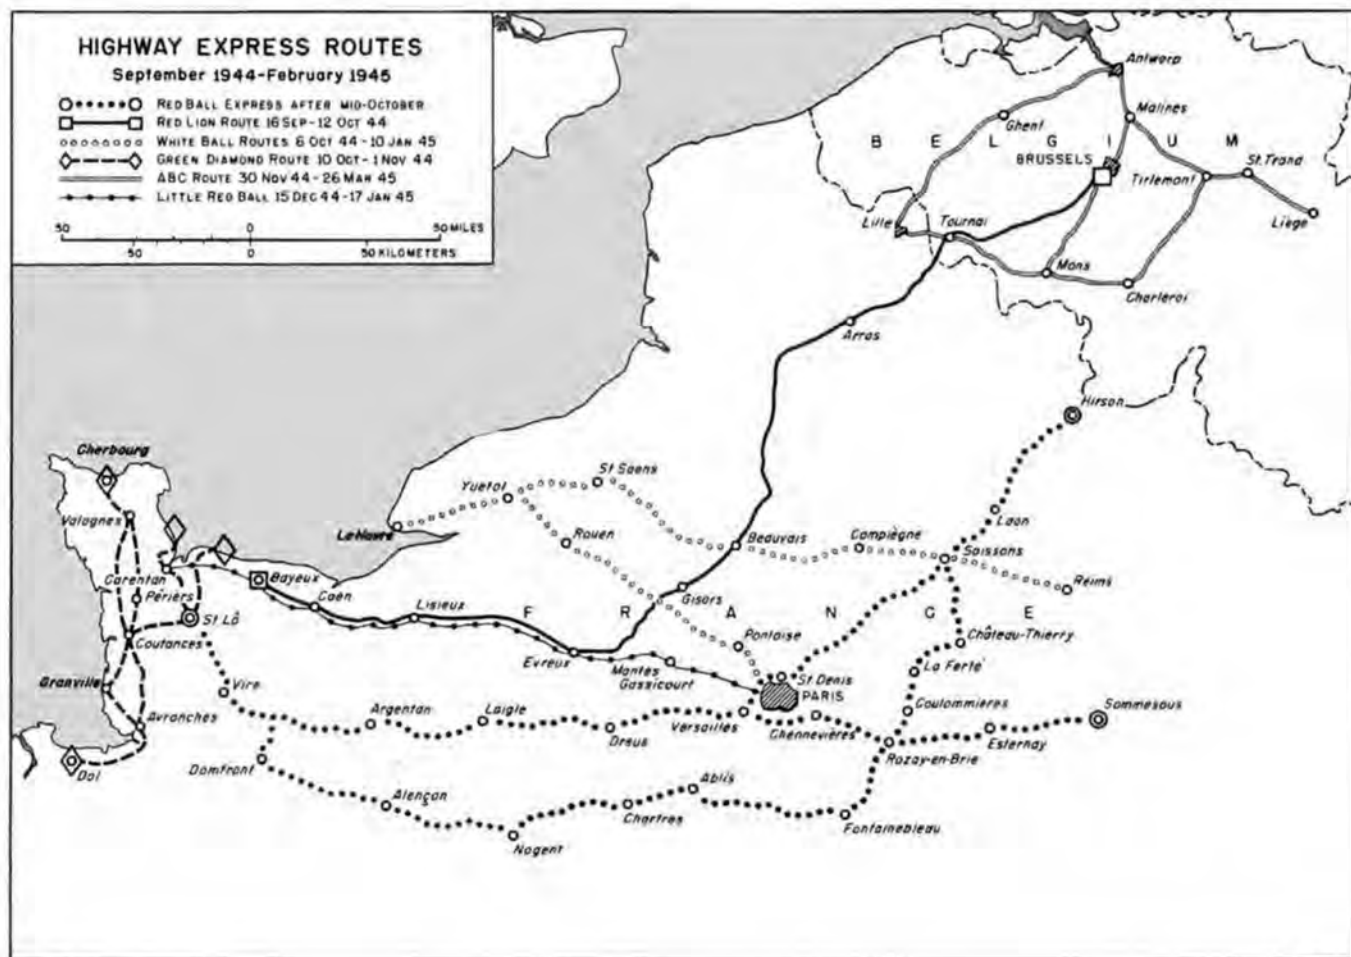 HIGHWAY EXPRESS ROUTES
September 1944-February 1945
RED BALL EXPRESS AFTER MID-OCTOBER
RED LION ROUTE 16 SEP-12 OCT 44
WHITE BALL ROUTES 6 OCT 44-10 JAN 45
GREEN DIAMOND ROUTE 10 OCT-1 NOV 44
ABC ROUTE 30 NOV 44-26 MAR 45
LITTLE RED BALL 15 DEC 44-17 JAN 45
50 0 50 MILES
50 0 50 KILOMETERS
Antwerp
Ghent
Malines
BELGIUM
BRUSSELS
Tirlemont
St. Trond
Liège
Lille
Tournai
Mons
Charleroi
Arras
Hirson
Cherbourg
Valognes
Yvetot
St Saens
Le Havre
Rouen
Beauvais
Compiègne
Laon
Soissons
Reims
Carentan
Périers
Bayeux
Caen
St Lô
Lisieux
Gisors
FRANCE
Coutances
Evreux
Mantes
Gassicourt
Pontoise
St Denis
PARIS
Château-Thierry
La Ferté
Granville
Vire
Avranches
Argentan
Laigle
Dreux
Versailles
Chennevières
Coulommières
Sommesous
Esternay
Rozay-en-Brie
Dol
Domfront
Alençon
Nogent
Chartres
Ablis
Fontainebleau